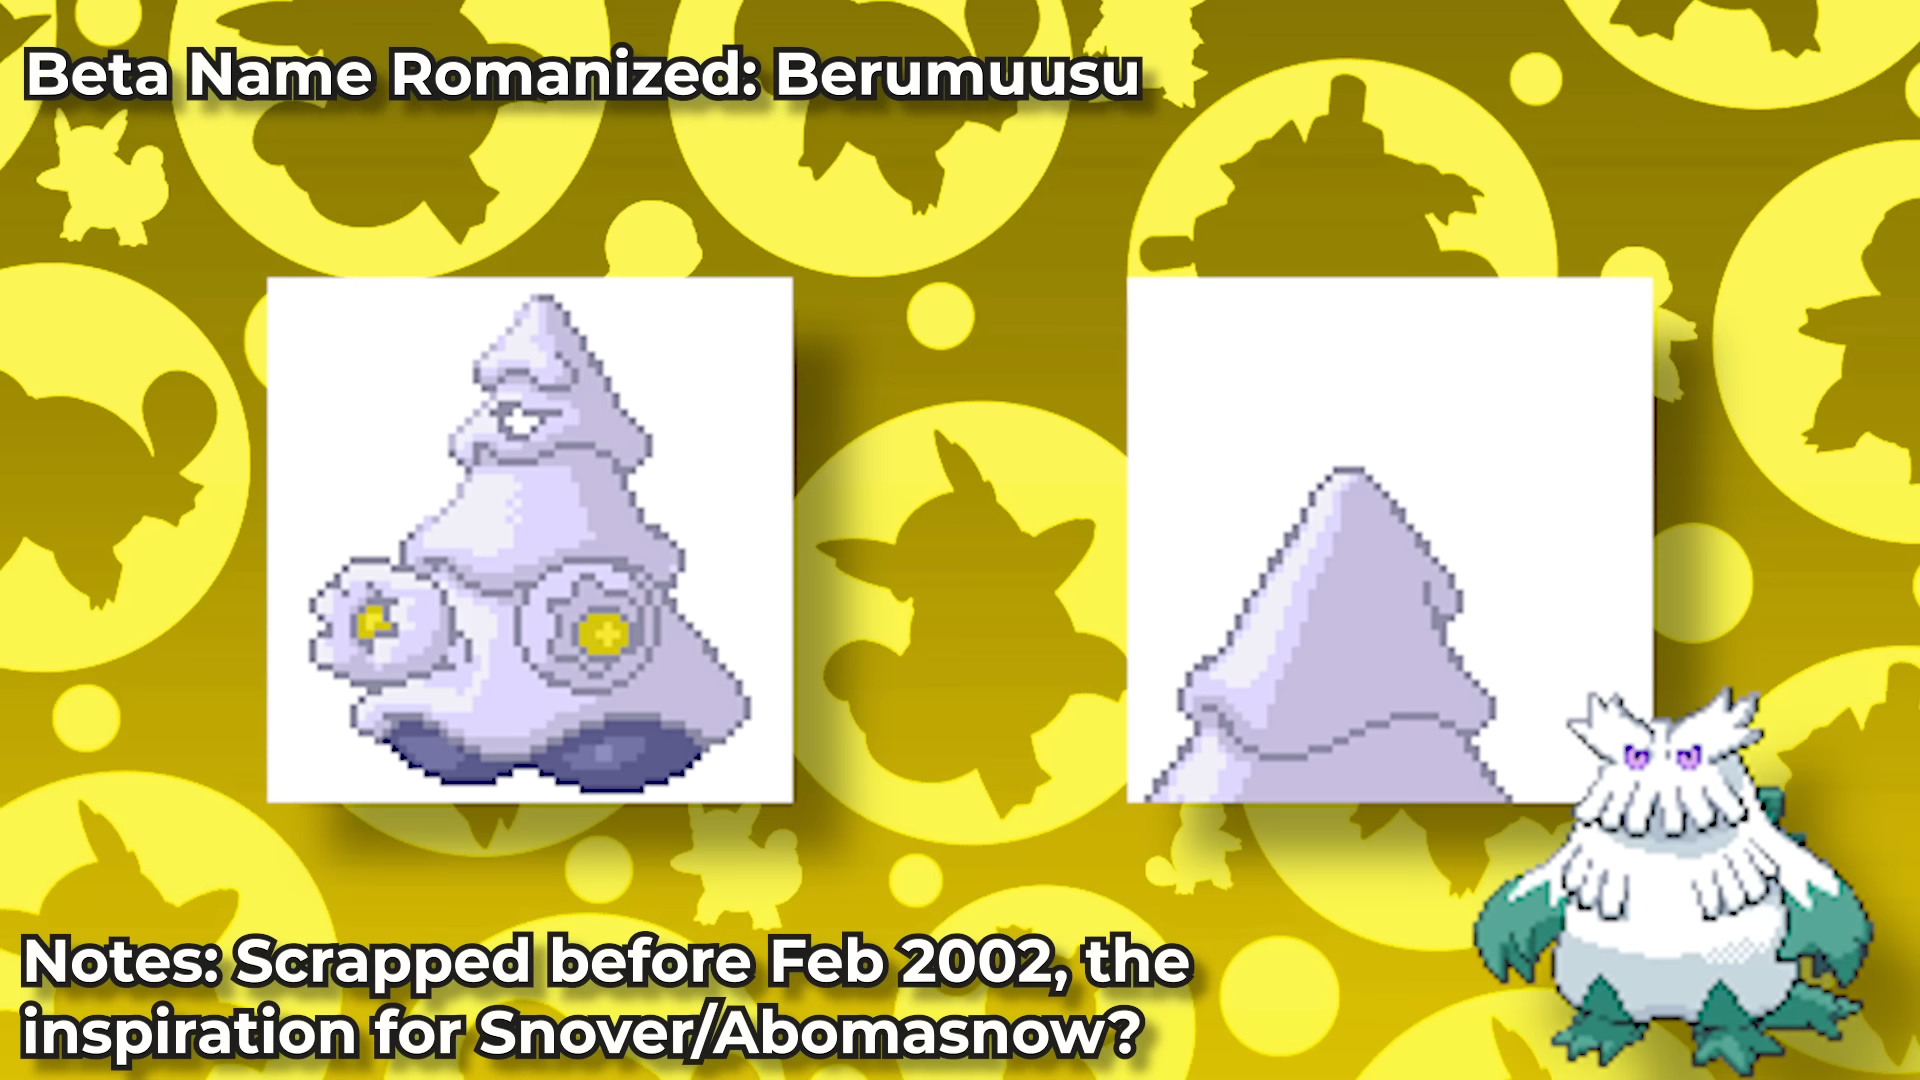 Beta Name Romanized: Berumuusu
Notes: Scrapped before Feb 2002, the
inspiration for Snover/Abomasnow?